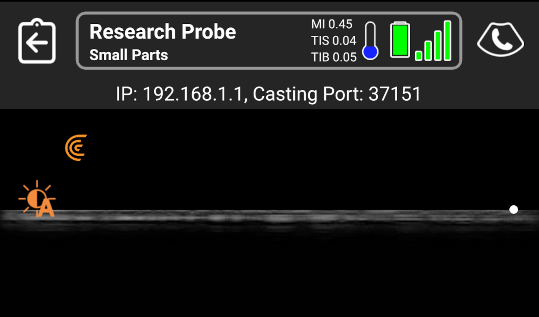 Research Probe
Small Parts
MI 0.45
TIS 0.04
TIB 0.05
IP: 192.168.1.1, Casting Port: 37151
A